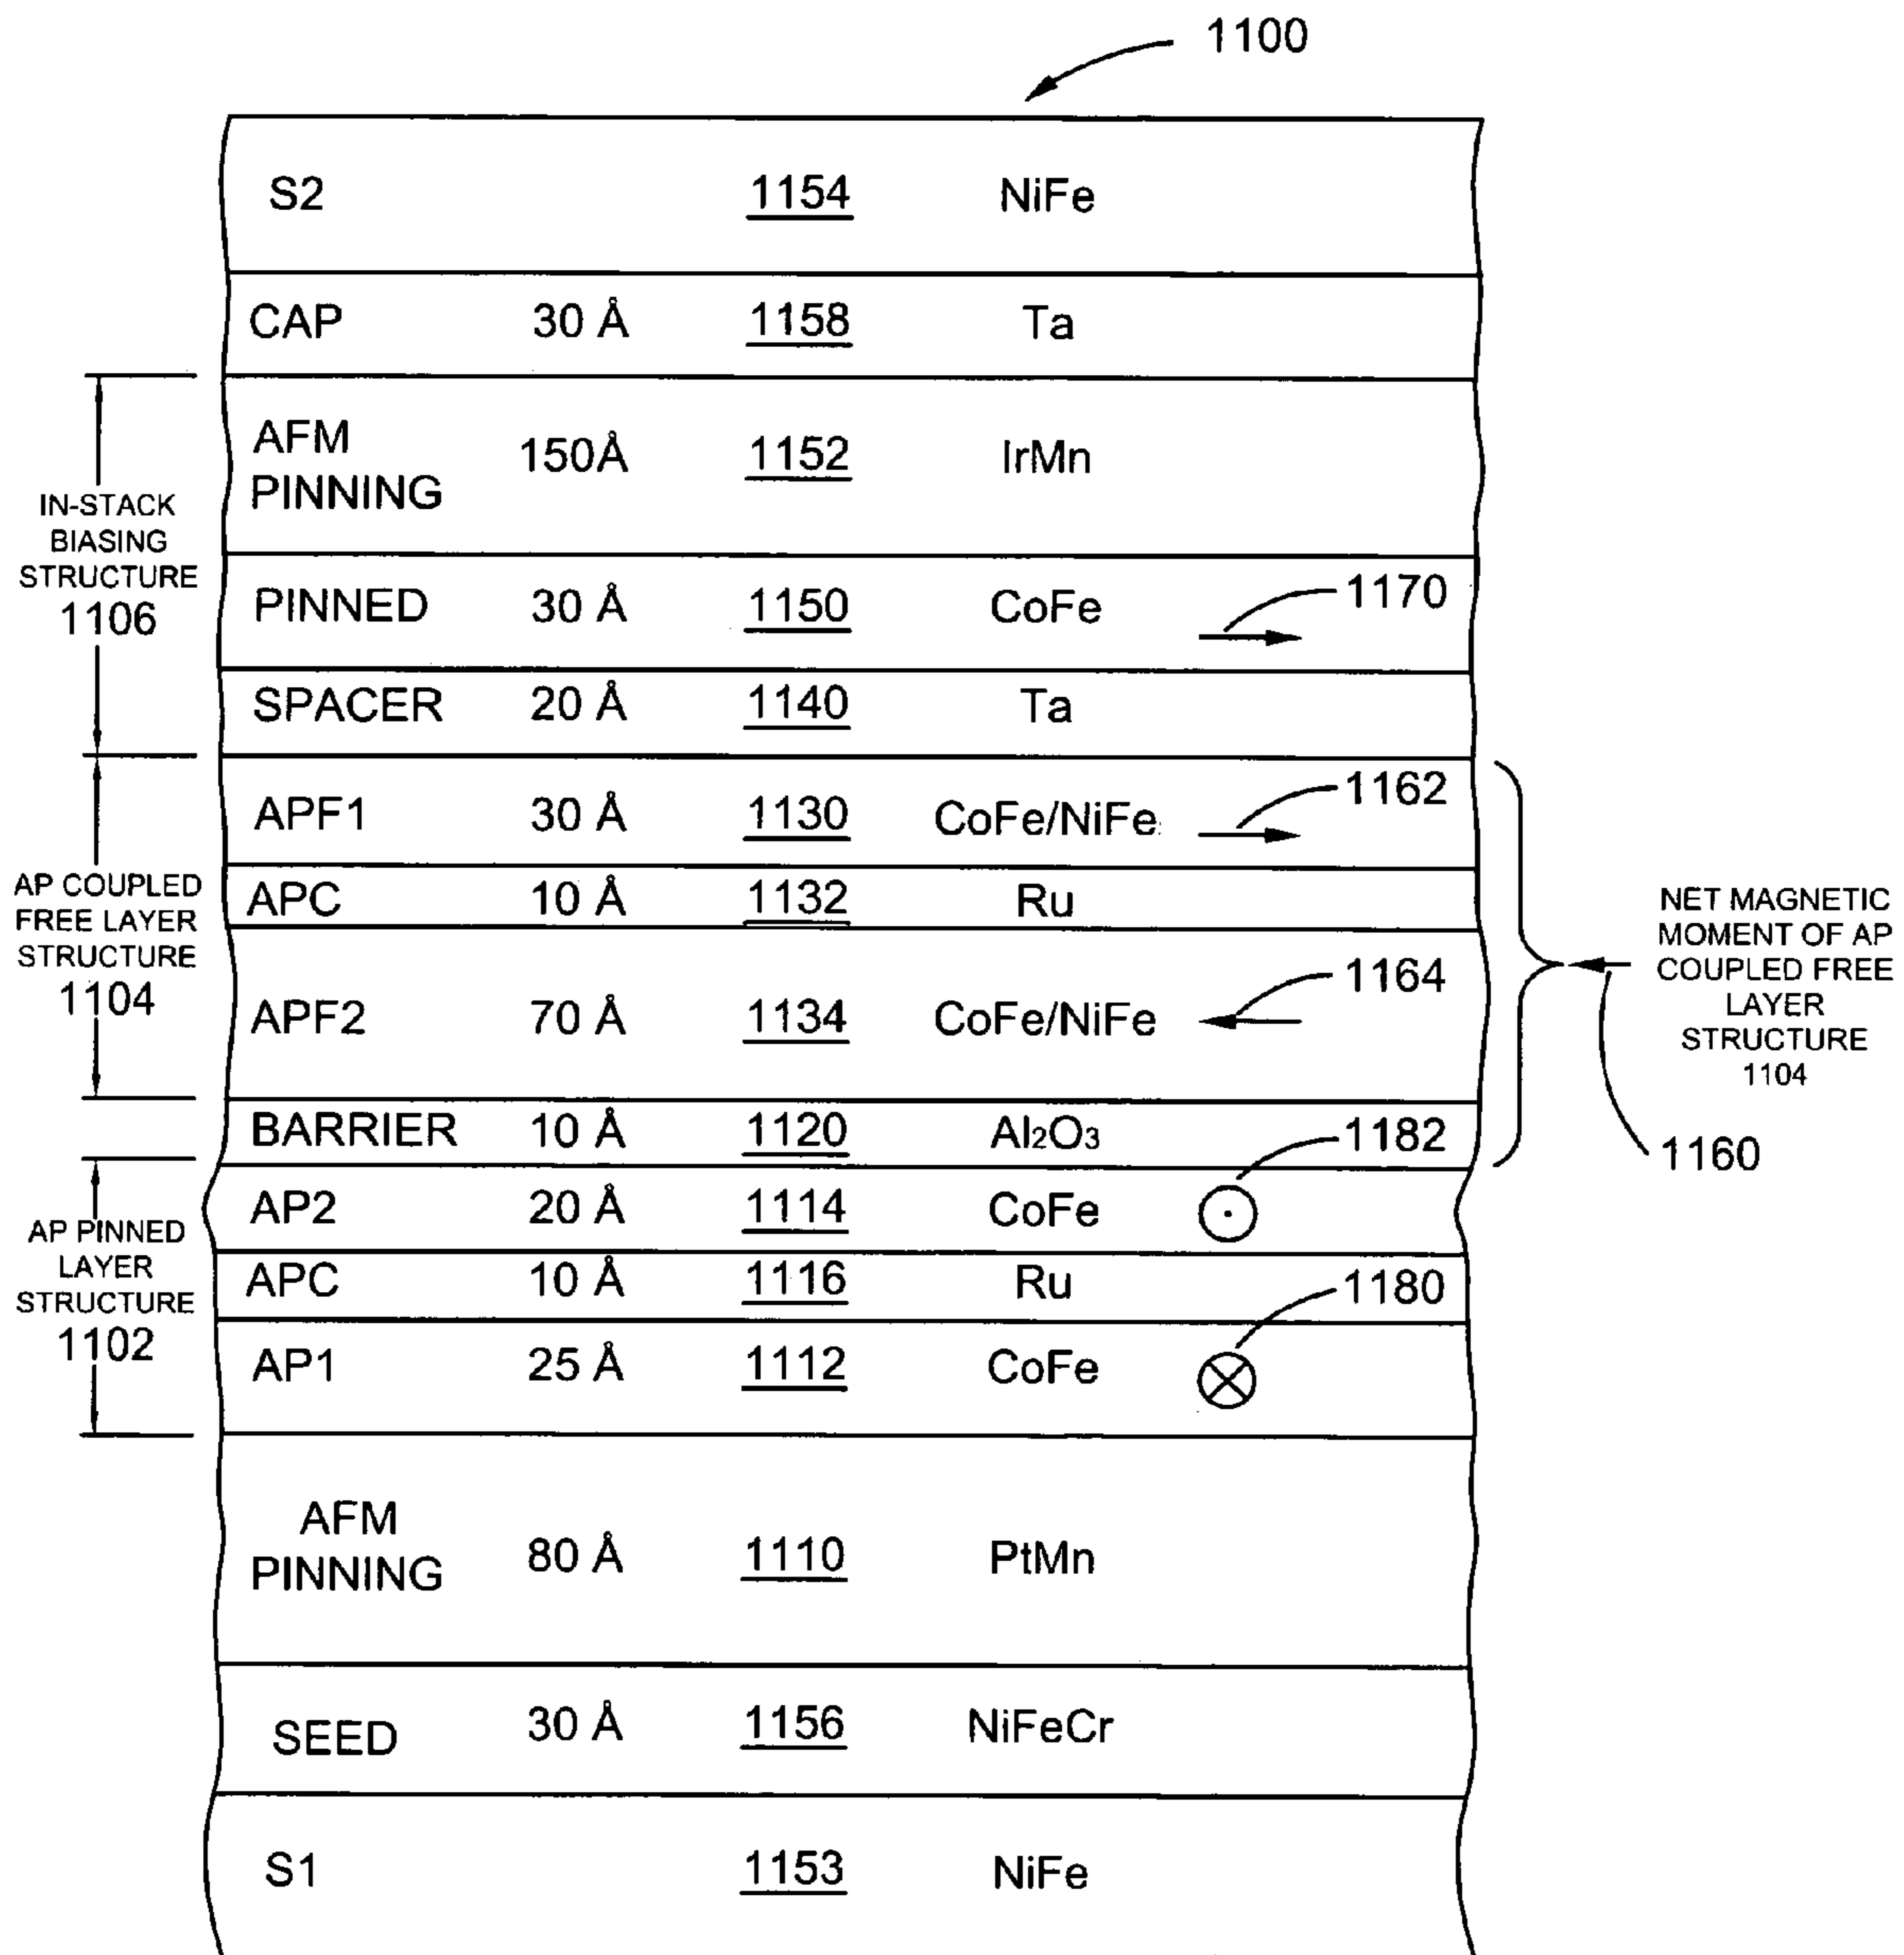 1100
S2 1154 NiFe
CAP 30 Å 1158 Ta
AFM
PINNING 150Å 1152 IrMn
PINNED 30 Å 1150 CoFe 1170
SPACER 20 Å 1140 Ta
APF1 30 Å 1130 CoFe/NiFe 1162
APC 10 Å 1132 Ru
APF2 70 Å 1134 CoFe/NiFe 1164
BARRIER 10 Å 1120 Al₂O₃ 1182
AP2 20 Å 1114 CoFe
APC 10 Å 1116 Ru 1180
AP1 25 Å 1112 CoFe
AFM
PINNING 80 Å 1110 PtMn
SEED 30 Å 1156 NiFeCr
S1 1153 NiFe
IN-STACK
BIASING
STRUCTURE
1106
AP COUPLED
FREE LAYER
STRUCTURE
1104
AP PINNED
LAYER
STRUCTURE
1102
NET MAGNETIC
MOMENT OF AP
COUPLED FREE
LAYER
STRUCTURE
1104
1160